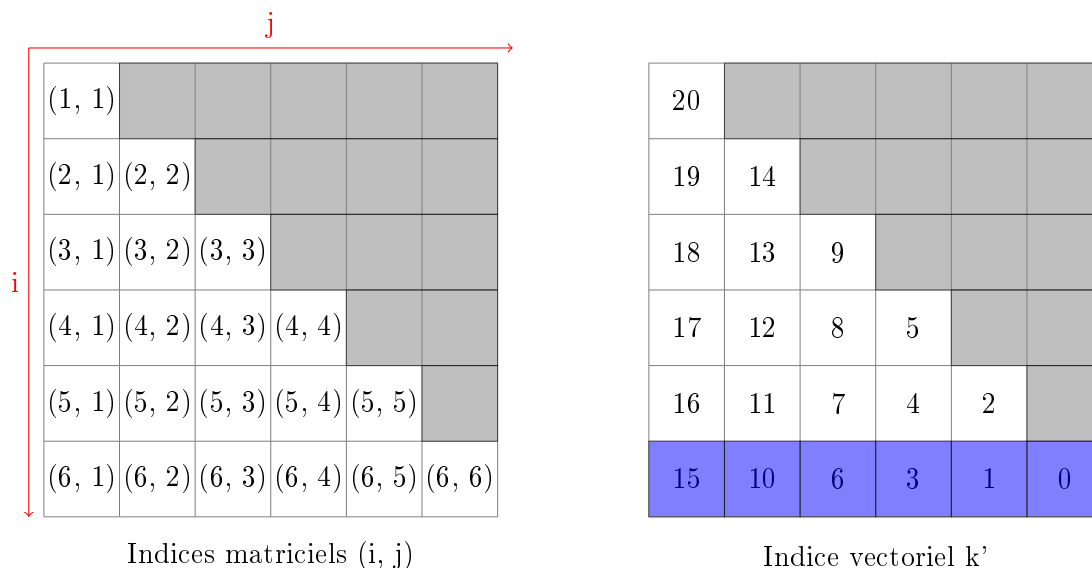 j
(1, 1) 20
(2, 1) (2, 2) 19 14
(3, 1) (3, 2) (3, 3) 18 13 9
i
(4, 1) (4, 2) (4, 3) (4, 4) 17 12 8 5
(5, 1) (5, 2) (5, 3) (5, 4) (5, 5) 16 11 7 4 2
(6, 1) (6, 2) (6, 3) (6, 4) (6, 5) (6, 6) 15 10 6 3 1 0
Indices matriciels (i, j) Indice vectoriel k'